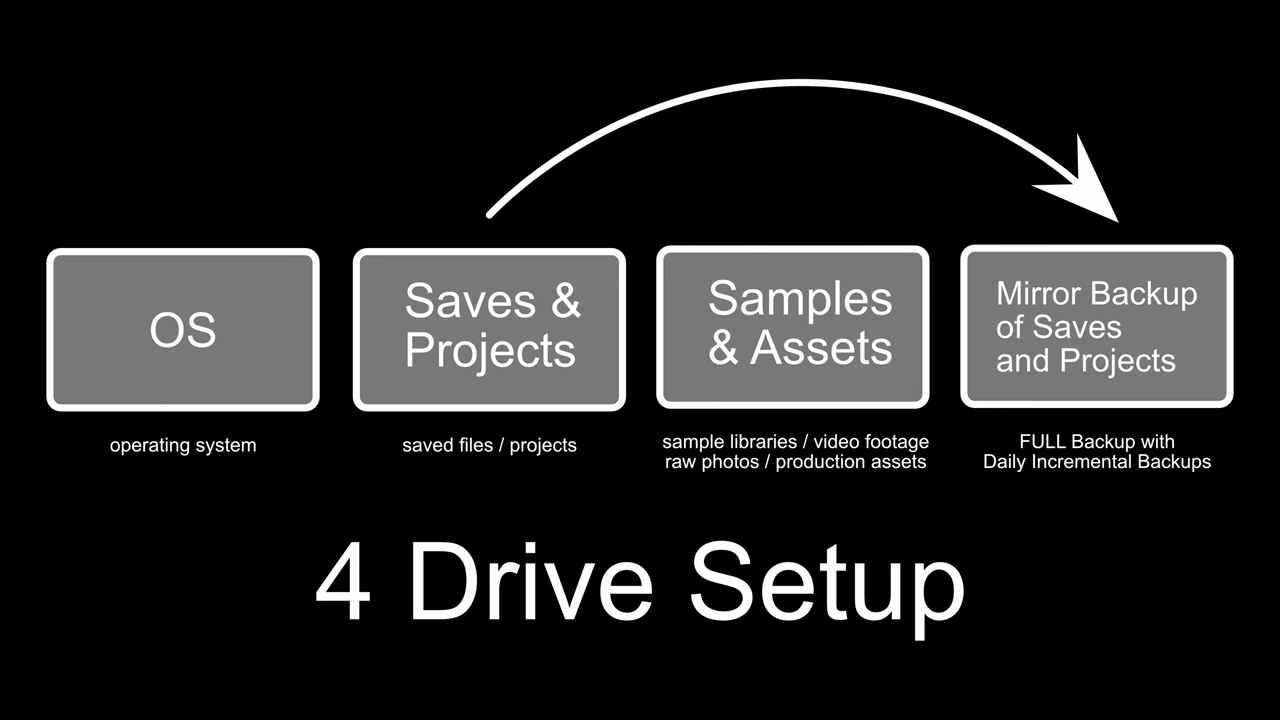 OS
operating system
Saves &
Projects
saved files / projects
Samples
& Assets
sample libraries / video footage
raw photos / production assets
Mirror Backup
of Saves
and Projects
FULL Backup with
Daily Incremental Backups
4 Drive Setup